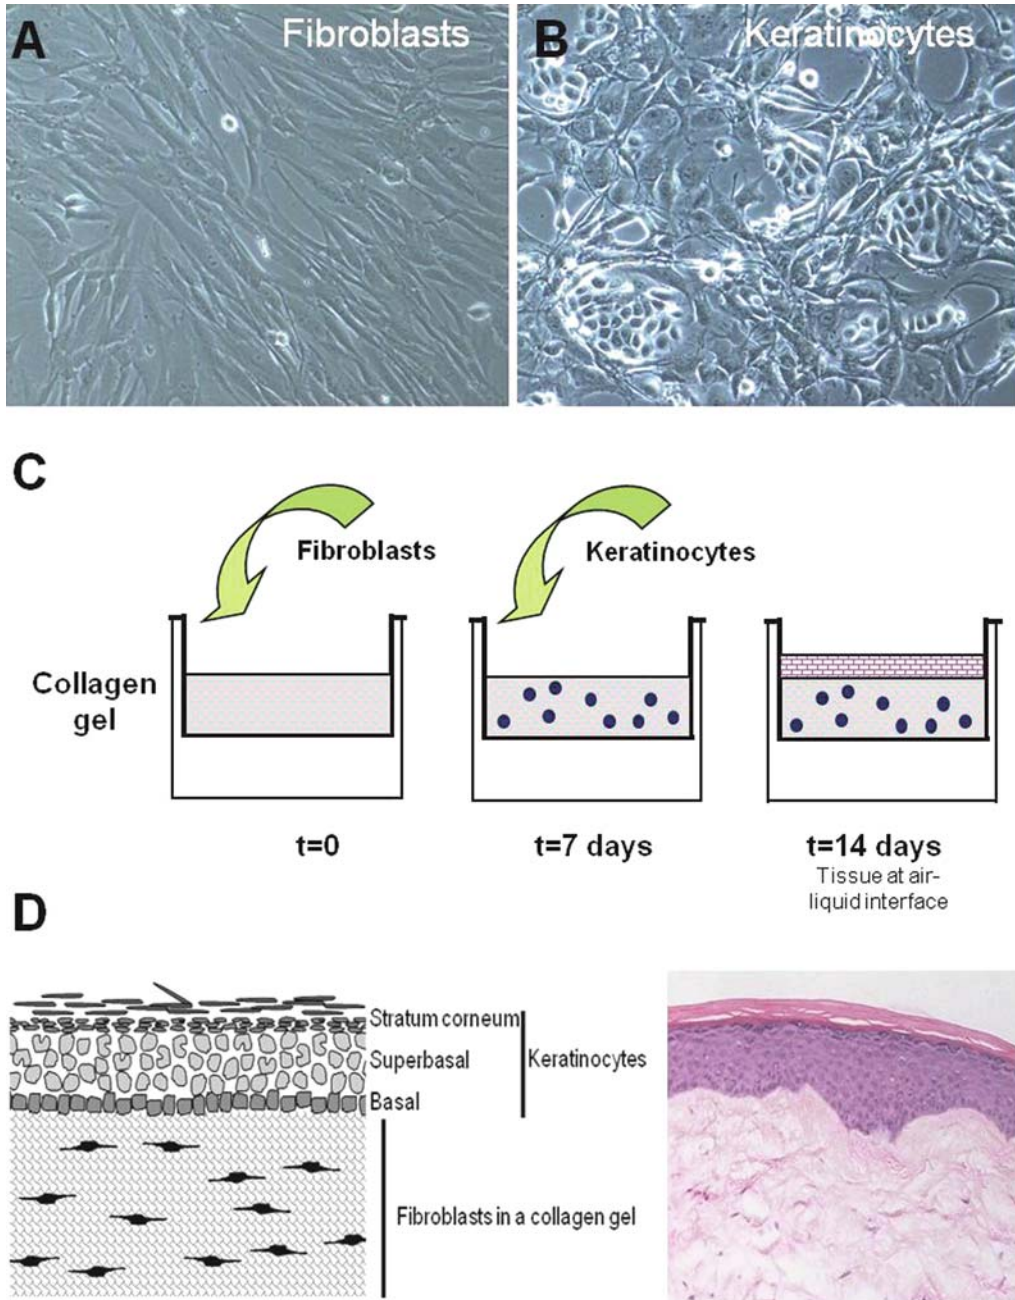 A
Fibroblasts
B
Keratinocytes
C
Fibroblasts
Keratinocytes
Collagen
gel
t=0
t=7 days
t=14 days
Tissue at air-
liquid interface
D
Stratum corneum
Superbasal
Keratinocytes
Basal
Fibroblasts in a collagen gel